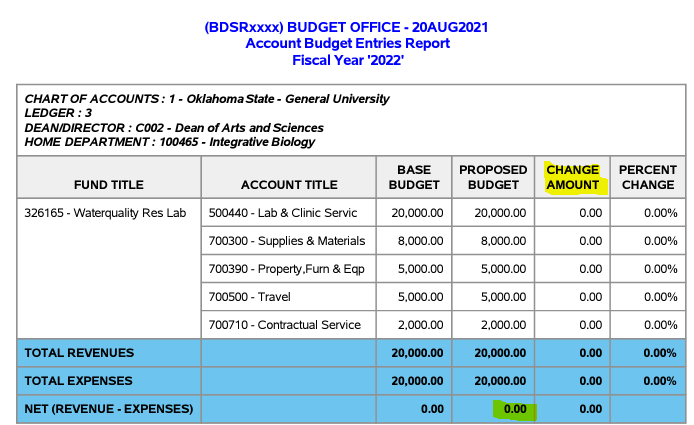 (BDSRxxxx) BUDGET OFFICE - 20AUG2021
Account Budget Entries Report
Fiscal Year '2022'
CHART OF ACCOUNTS : 1 - Oklahoma State - General University
LEDGER : 3
DEAN/DIRECTOR : C002 - Dean of Arts and Sciences
HOME DEPARTMENT : 100465 - Integrative Biology
FUND TITLE ACCOUNT TITLE BASE BUDGET PROPOSED BUDGET CHANGE AMOUNT PERCENT CHANGE
326165 - Waterquality Res Lab 500440 - Lab & Clinic Servic 20,000.00 20,000.00 0.00 0.00%
700300 - Supplies & Materials 8,000.00 8,000.00 0.00 0.00%
700390 - Property,Furn & Eqp 5,000.00 5,000.00 0.00 0.00%
700500 - Travel 5,000.00 5,000.00 0.00 0.00%
700710 - Contractual Service 2,000.00 2,000.00 0.00 0.00%
TOTAL REVENUES 20,000.00 20,000.00 0.00 0.00%
TOTAL EXPENSES 20,000.00 20,000.00 0.00 0.00%
NET (REVENUE - EXPENSES) 0.00 0.00 0.00